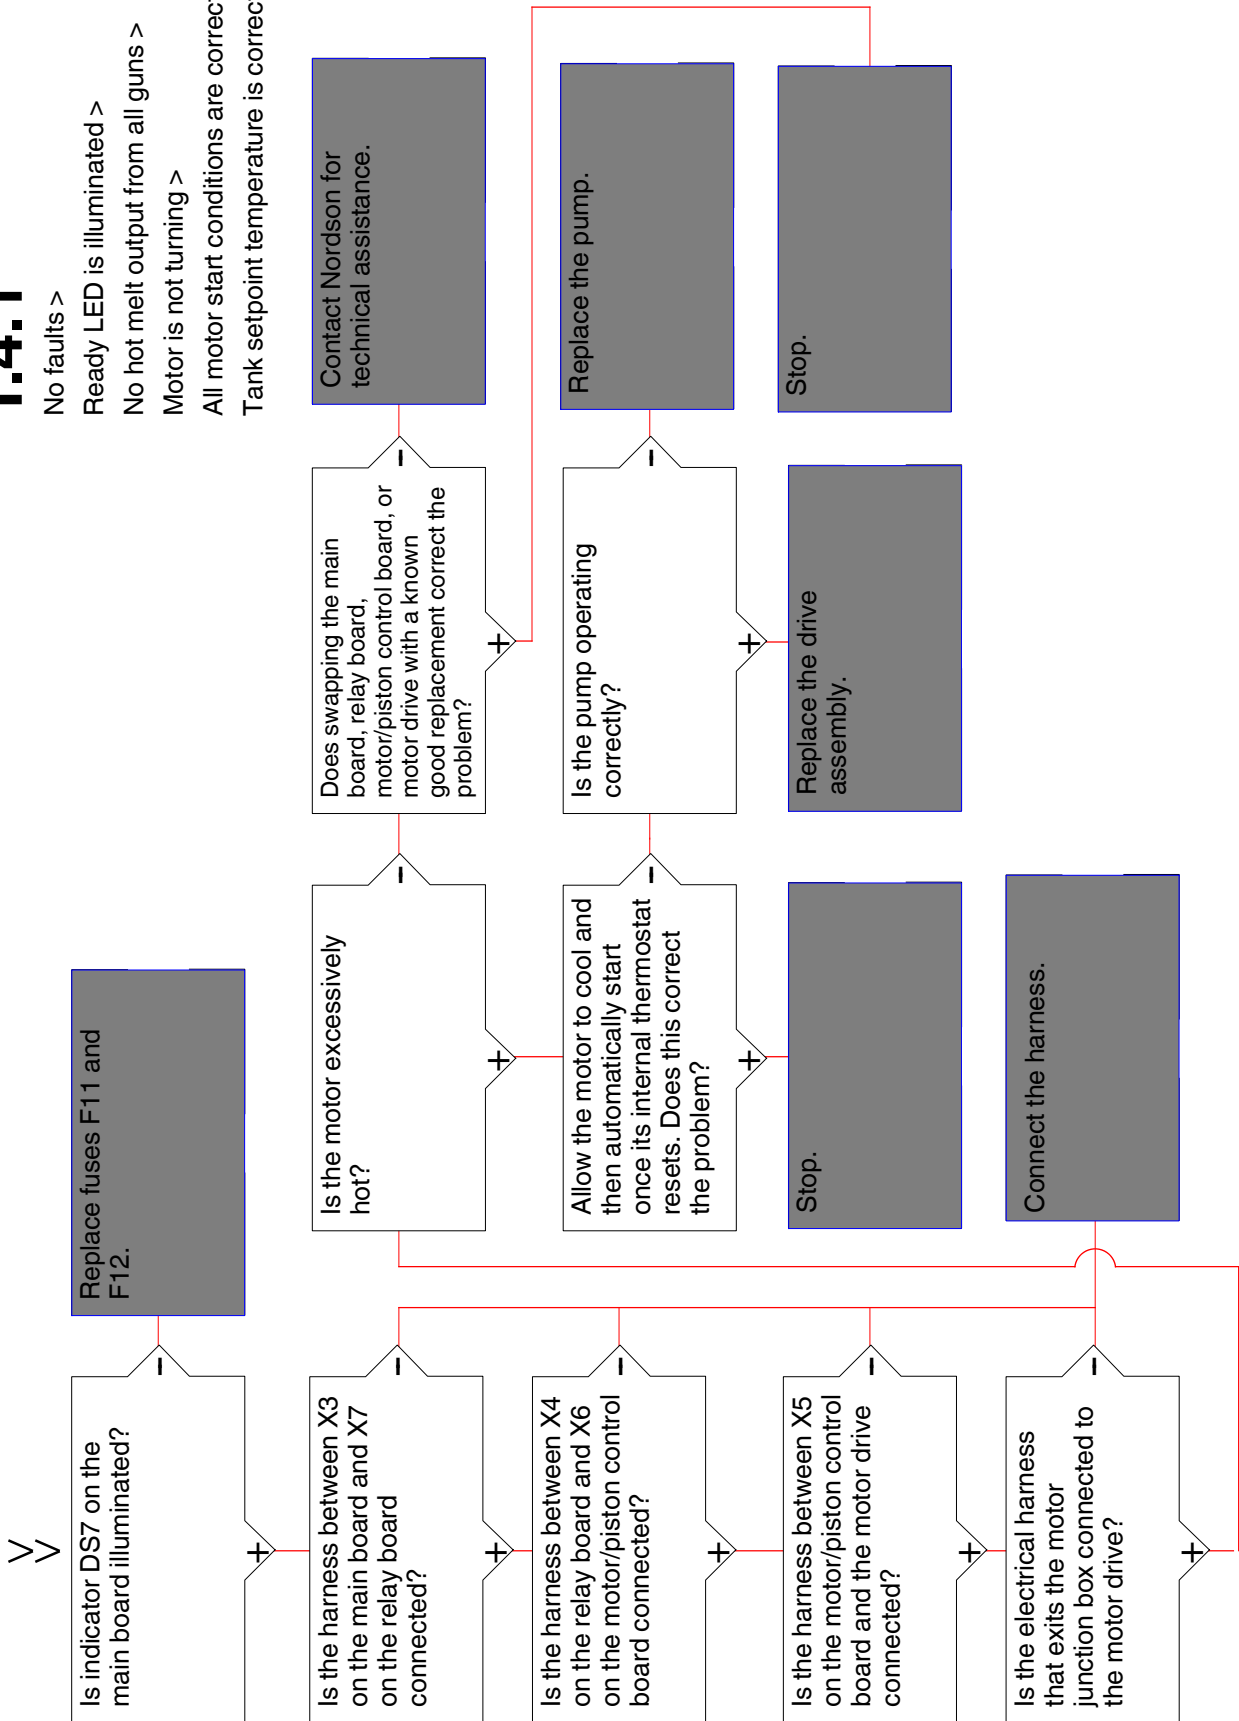 1.4.1
No faults >
Ready LED is illuminated >
No hot melt output from all guns >
Motor is not turning >
All motor start conditions are correct
Tank setpoint temperature is correct
>>
Is indicator DS7 on the
main board illuminated?
-
+
Replace fuses F11 and
F12.
Is the harness between X3
on the main board and X7
on the relay board
connected?
-
+
Is the harness between X4
on the relay board and X6
on the motor/piston control
board connected?
-
+
Is the harness between X5
on the motor/piston control
board and the motor drive
connected?
-
+
Is the electrical harness
that exits the motor
junction box connected to
the motor drive?
-
+
Connect the harness.
Is the motor excessively
hot?
-
+
Allow the motor to cool and
then automatically start
once its internal thermostat
resets. Does this correct
the problem?
-
+
Stop.
Does swapping the main
board, relay board,
motor/piston control board, or
motor drive with a known
good replacement correct the
problem?
-
+
Contact Nordson for
technical assistance.
Is the pump operating
correctly?
-
+
Replace the drive
assembly.
Replace the pump.
Stop.